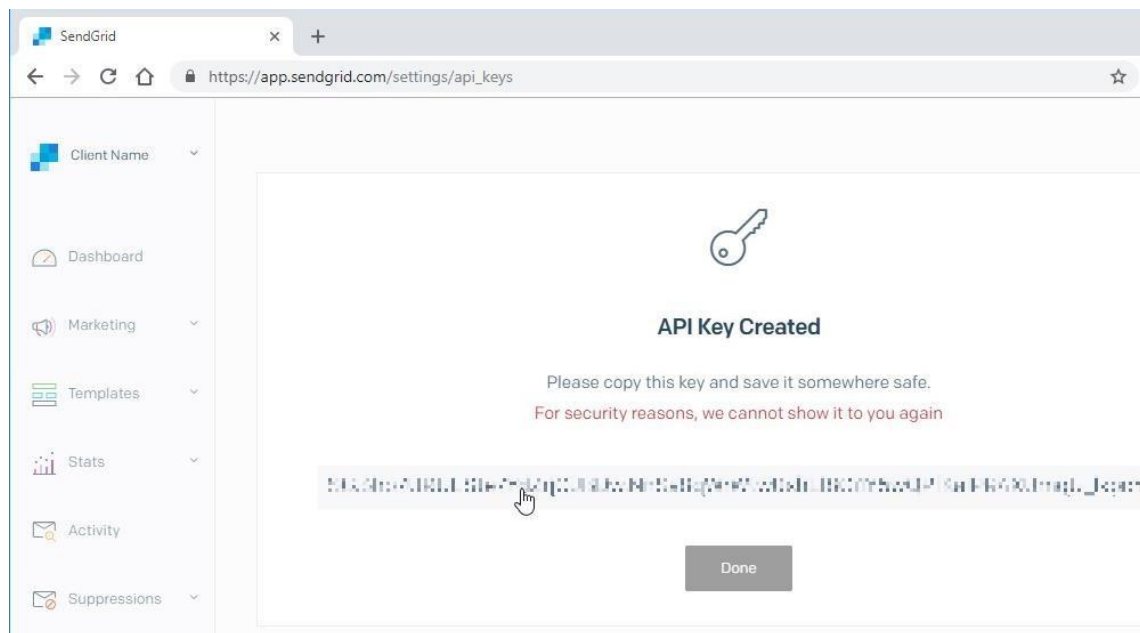 SendGrid
https://app.sendgrid.com/settings/api_keys
Client Name
Dashboard
Marketing
Templates
Stats
Activity
Suppressions
API Key Created
Please copy this key and save it somewhere safe.
For security reasons, we cannot show it to you again
Done